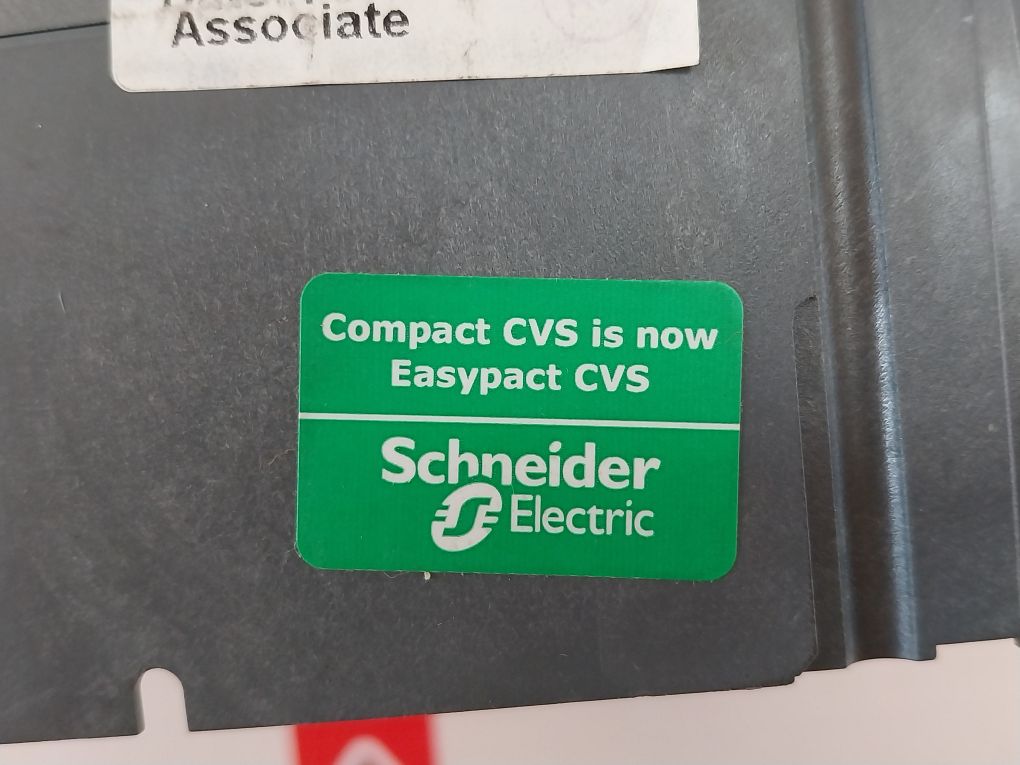 Associate
Compact CVS is now
Easypact CVS
Schneider
Electric